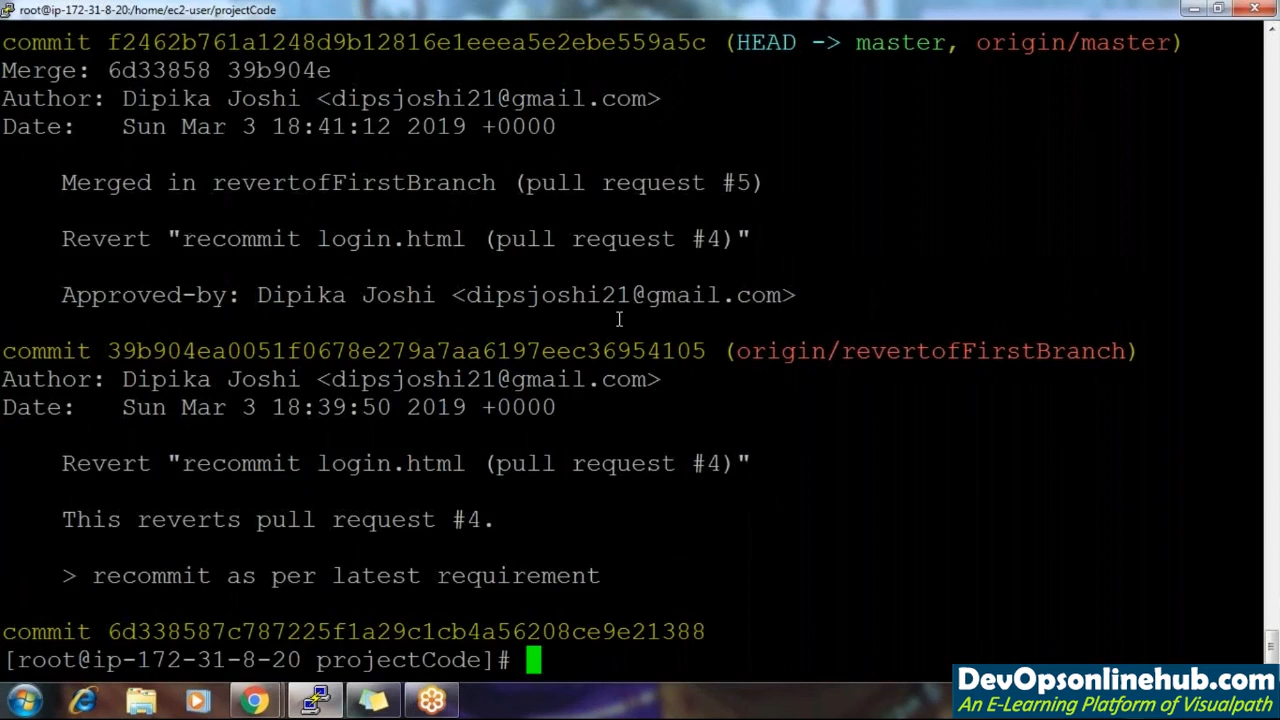 root@ip-172-31-8-20:/home/ec2-user/projectCode
commit f2462b761a1248d9b12816e1eeea5e2ebe559a5c (HEAD -> master, origin/master)
Merge: 6d33858 39b904e
Author: Dipika Joshi <dipsjoshi21@gmail.com>
Date:   Sun Mar 3 18:41:12 2019 +0000
Merged in revertofFirstBranch (pull request #5)
Revert "recommit login.html (pull request #4)"
Approved-by: Dipika Joshi <dipsjoshi21@gmail.com>
commit 39b904ea0051f0678e279a7aa6197eec36954105 (origin/revertofFirstBranch)
Author: Dipika Joshi <dipsjoshi21@gmail.com>
Date:   Sun Mar 3 18:39:50 2019 +0000
Revert "recommit login.html (pull request #4)"
This reverts pull request #4.
> recommit as per latest requirement
commit 6d338587c787225f1a29c1cb4a56208ce9e21388
[root@ip-172-31-8-20 projectCode]#
DevOpsonlinehub.com
An E-Learning Platform of Visualpath